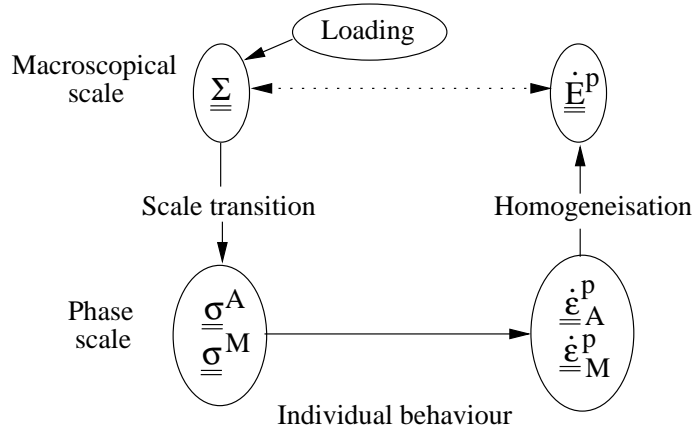 Loading
Macroscopical
scale
Σ
Ė^p
Scale transition
Homogeneisation
Phase
scale
σ^A
σ^M
ε̇^p_A
ε̇^p_M
Individual behaviour